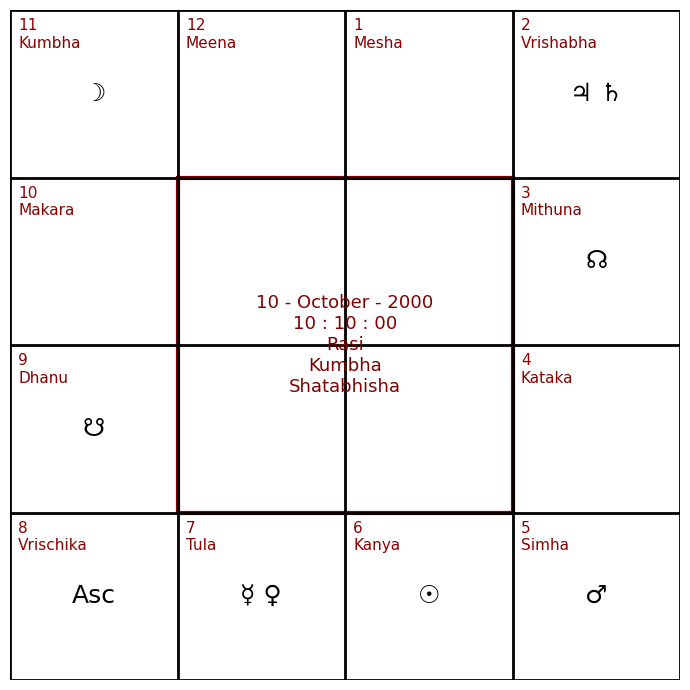 11
Kumbha
☽
12
Meena
1
Mesha
2
Vrishabha
♃ ♄
10
Makara
3
Mithuna
☊
10 - October - 2000
10 : 10 : 00
Rasi
Kumbha
Shatabhisha
9
Dhanu
☋
4
Kataka
8
Vrischika
Asc
7
Tula
☿ ♀
6
Kanya
☉
5
Simha
♂